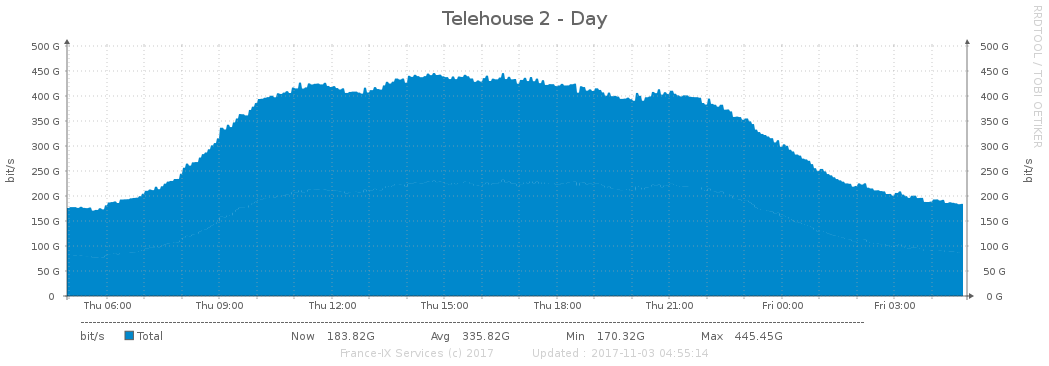 Telehouse 2 - Day
RRDTOOL / TOBI OETIKER
500 G 500 G
450 G 450 G
400 G 400 G
350 G 350 G
300 G 300 G
250 G 250 G
200 G 200 G
150 G 150 G
100 G 100 G
50 G 50 G
0 0 G
bit/s bit/s
Thu 06:00 Thu 09:00 Thu 12:00 Thu 15:00 Thu 18:00 Thu 21:00 Fri 00:00 Fri 03:00
bit/s Total Now 183.82G Avg 335.82G Min 170.32G Max 445.45G
France-IX Services (c) 2017 Updated : 2017-11-03 04:55:14